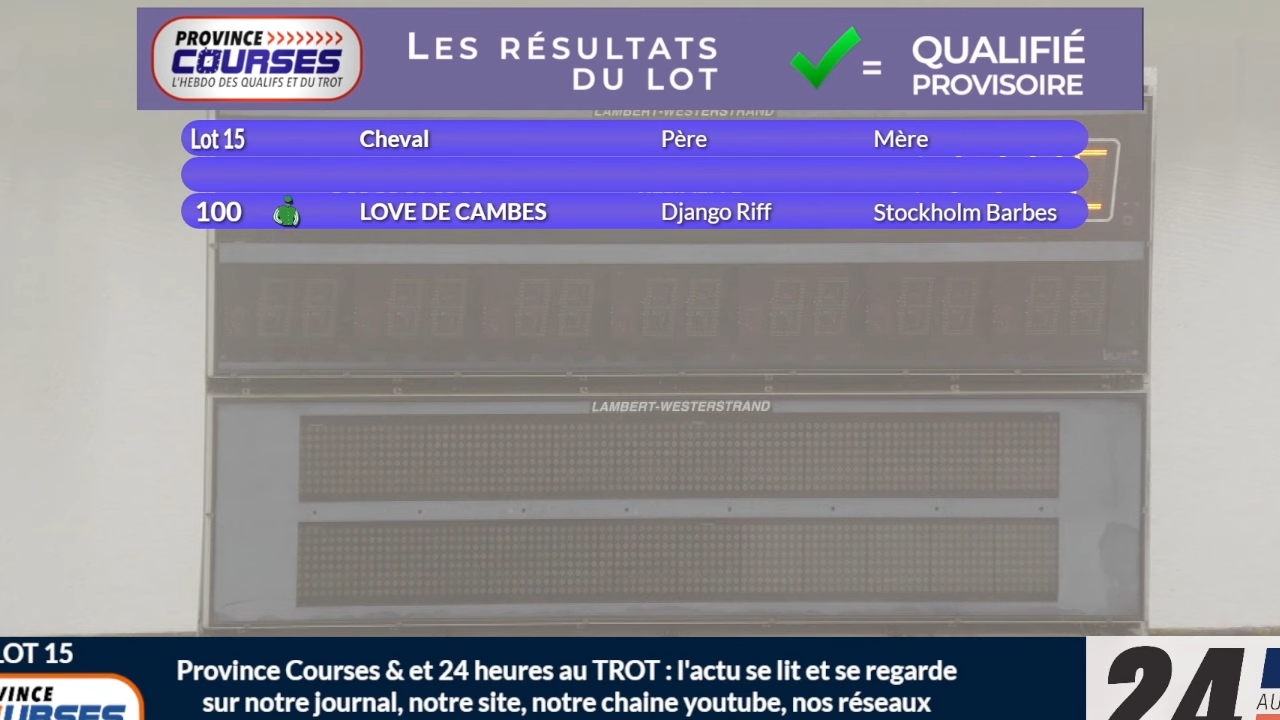 PROVINCE
COURSES
L'HEBDO DES QUALIFS ET DU TROT
LES RÉSULTATS
DU LOT
=
QUALIFIÉ
PROVISOIRE
LAMBERT-WESTERSTRAND
Lot 15 Cheval Père Mère
100 LOVE DE CAMBES Django Riff Stockholm Barbes
LAMBERT-WESTERSTRAND
LOT 15
Province Courses & et 24 heures au TROT : l'actu se lit et se regarde
sur notre journal, notre site, notre chaine youtube, nos réseaux
24
AU